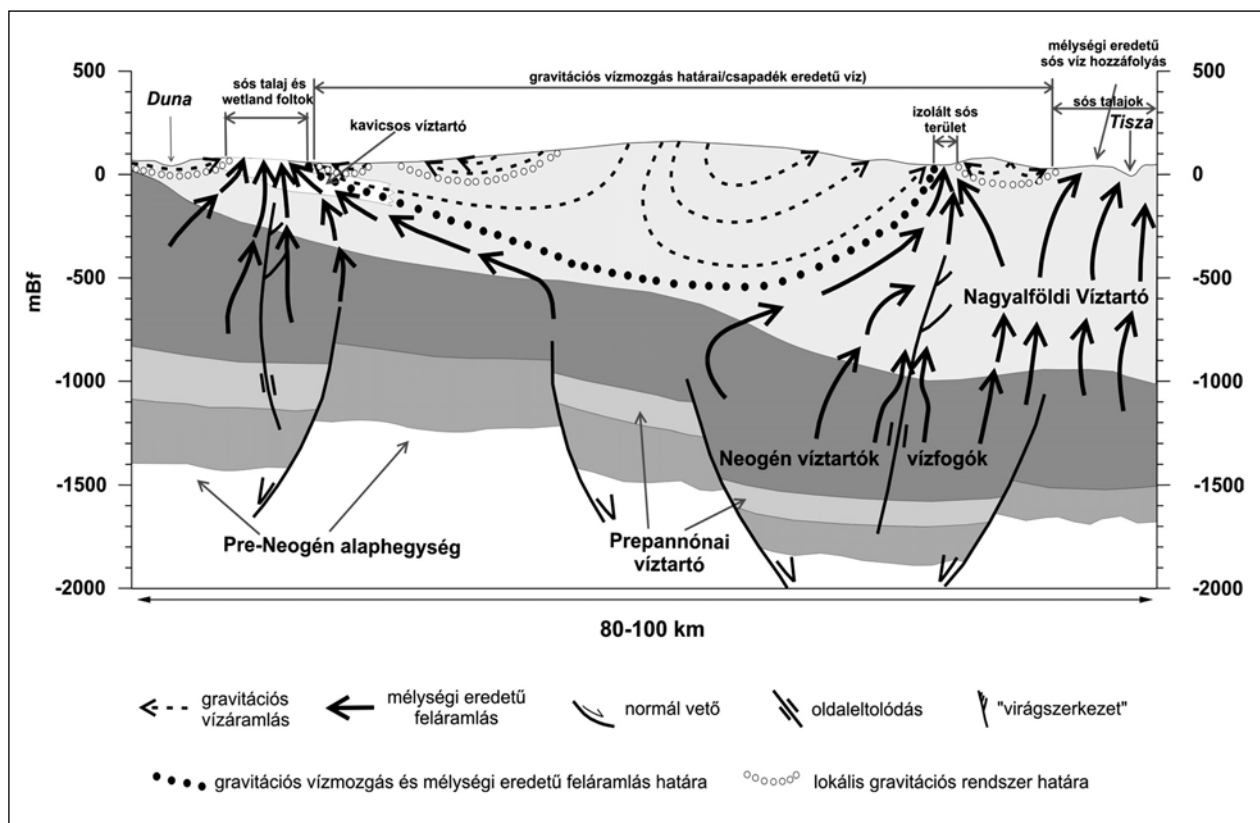 mélységi eredetű
sós víz hozzáfolyás
500
sós talaj és
wetland foltok
gravitációs vízmozgás határai/csapadék eredetű víz)
500
Duna
kavicsos víztartó
izolált sós
terület
sós talajok
Tisza
0
0
-500
-500
mBf
Nagyalföldi Víztartó
-1000
-1000
Neogén víztartók
vízfogók
-1500
-1500
Pre-Neogén alaphegység
Prepannónai
víztartó
-2000
-2000
80-100 km
gravitációs
vízáramlás
mélységi eredetű
feláramlás
normál vető
oldaleltolódás
"virágszerkezet"
gravitációs vízmozgás és mélységi eredetű feláramlás határa
lokális gravitációs rendszer határa